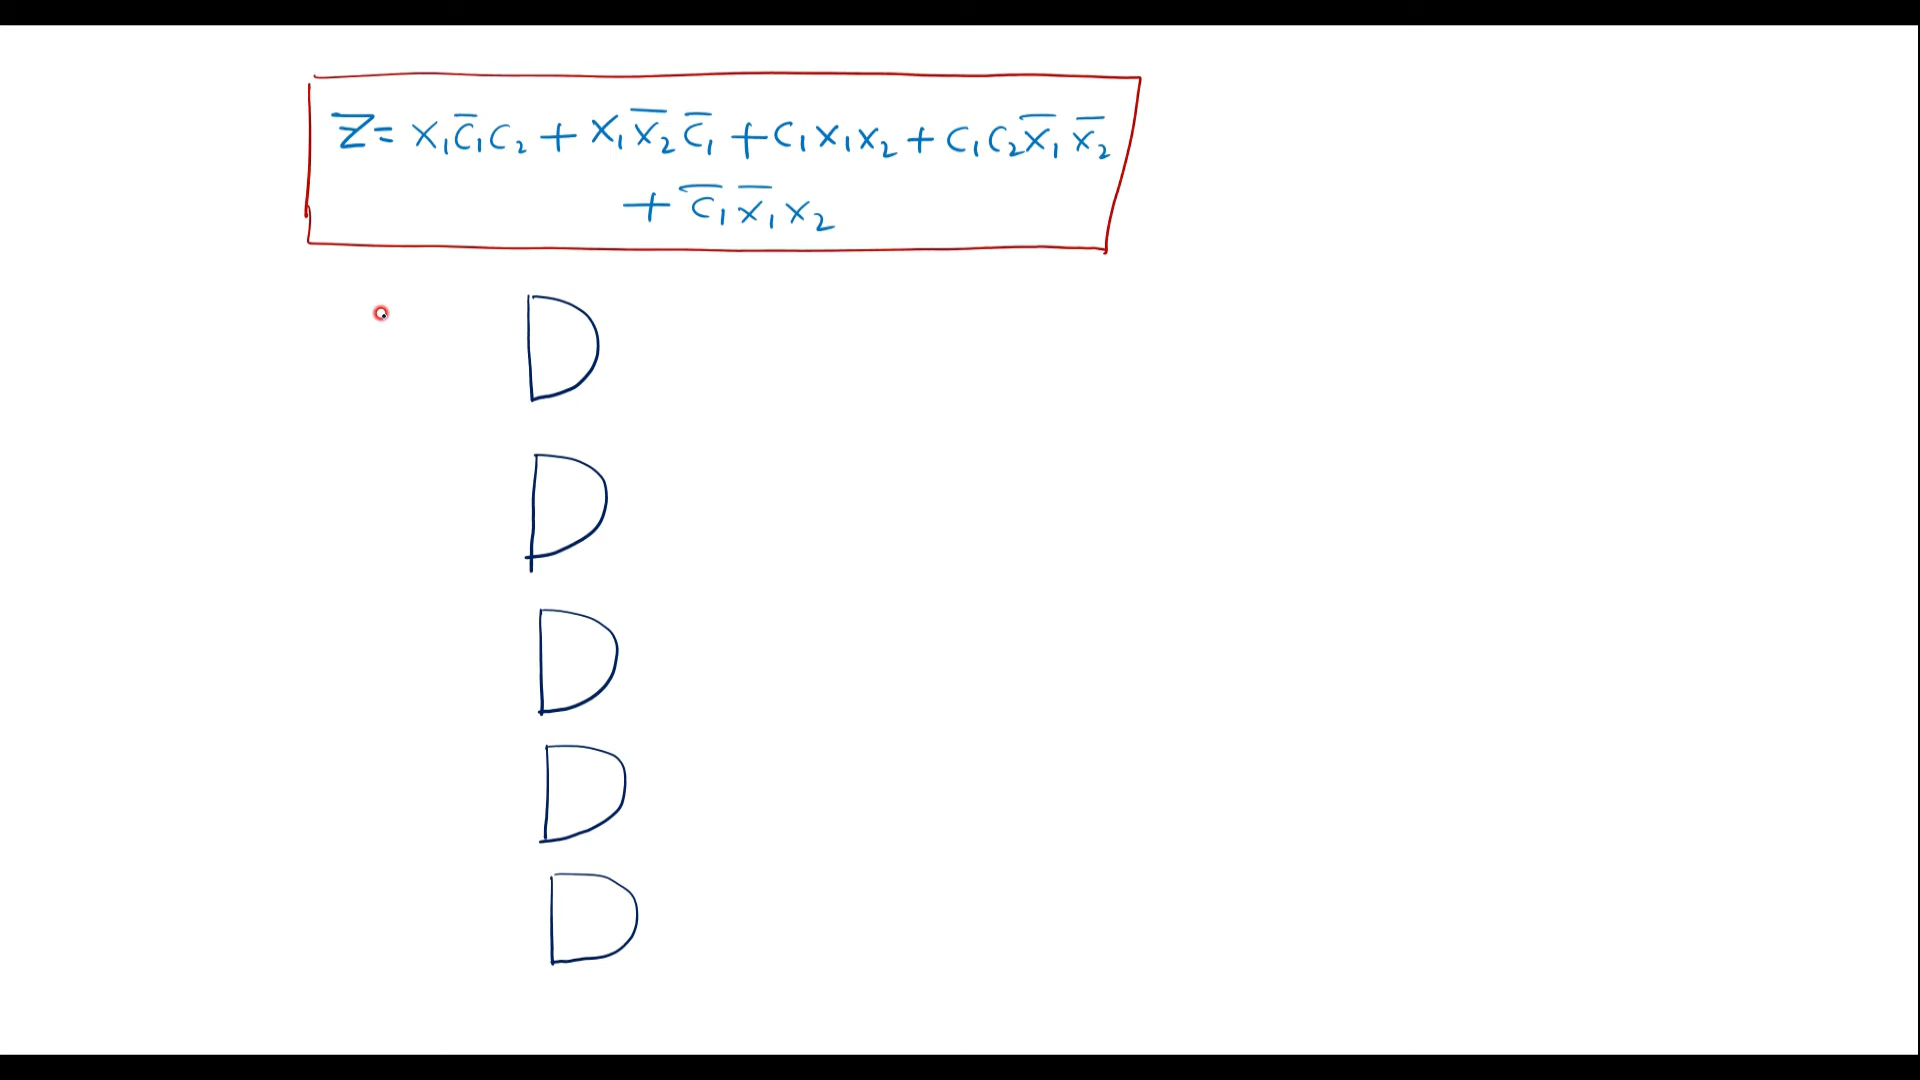 Z = X₁C̅₁C₂ + X₁X̅₂C̅₁ + C₁X₁X₂ + C₁C₂X̅₁X̅₂
+ C̅₁X̅₁X₂